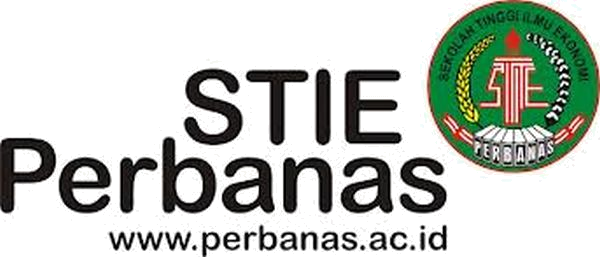 STIE
Perbanas
www.perbanas.ac.id
SEKOLAH TINGGI ILMU EKONOMI
STIE
PERBANAS